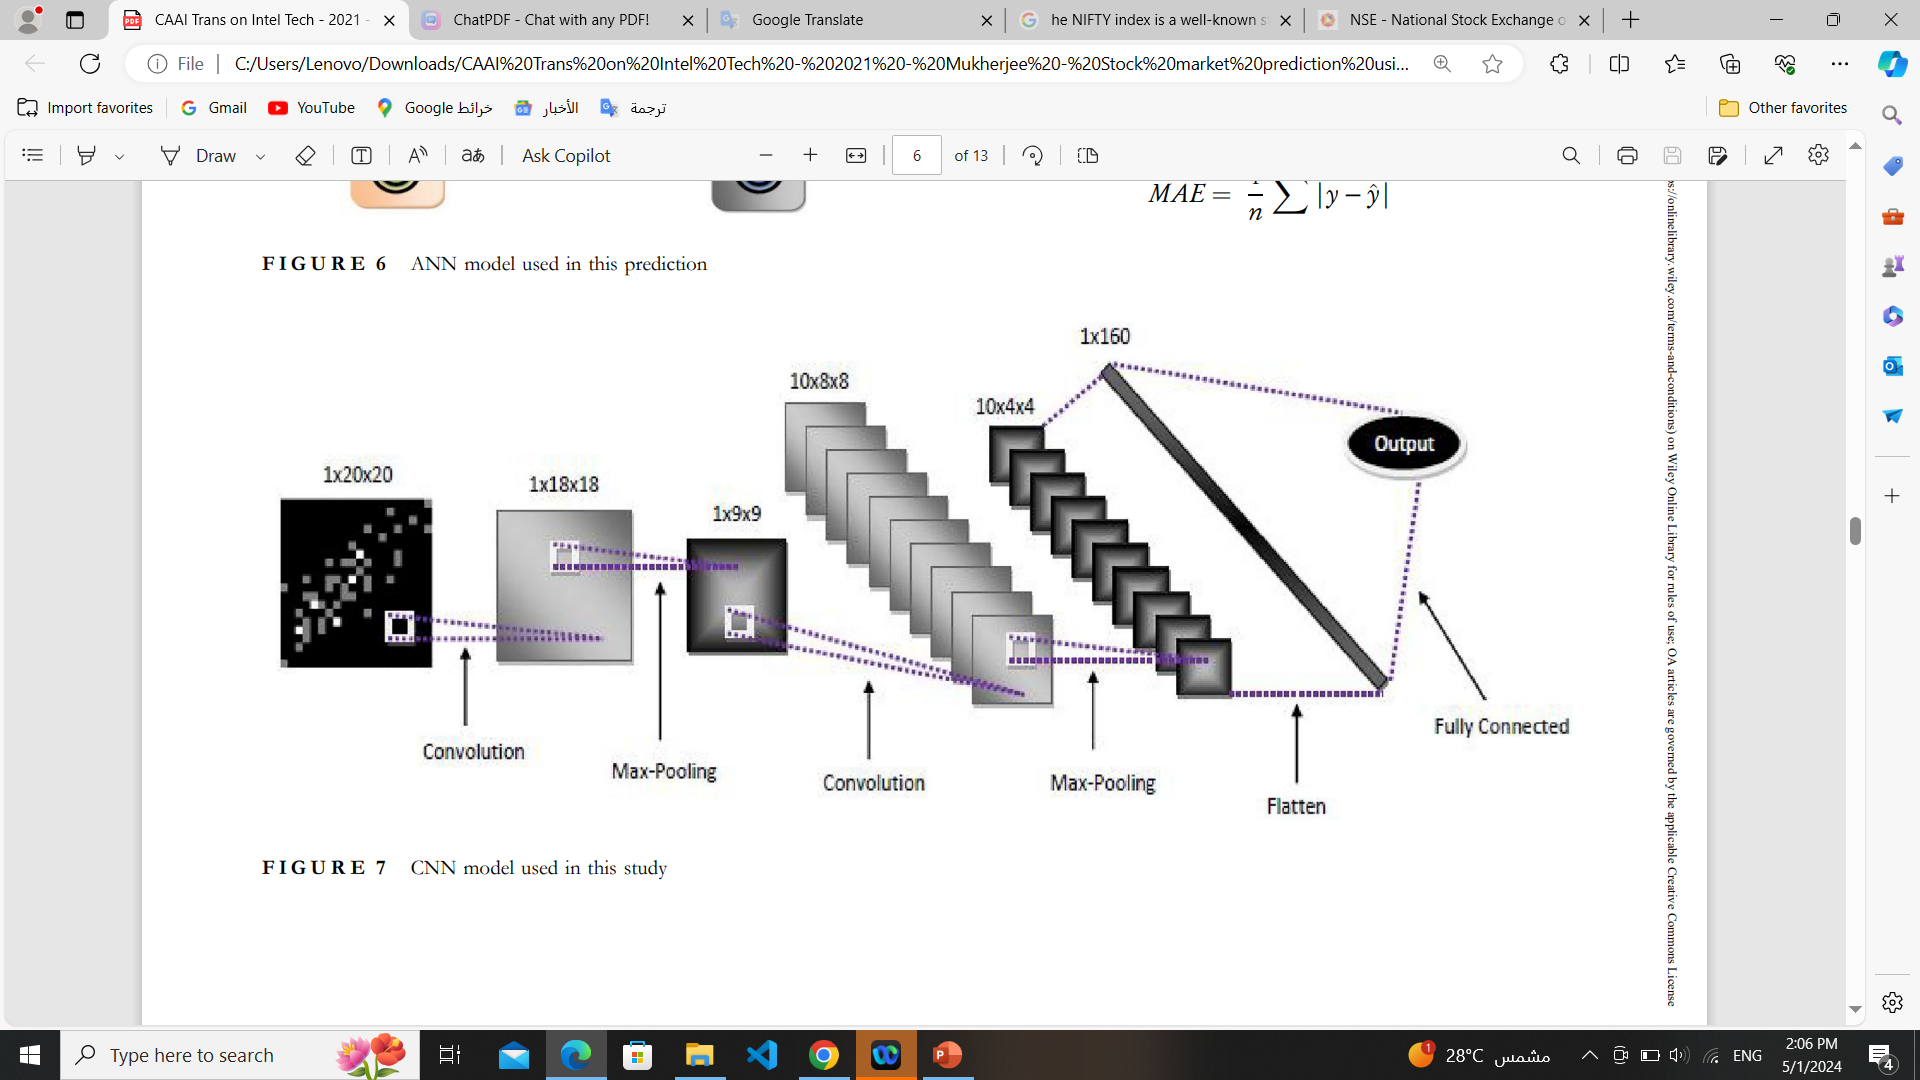 CAAI Trans on Intel Tech - 2021 -
ChatPDF - Chat with any PDF!
Google Translate
he NIFTY index is a well-known s
NSE - National Stock Exchange o
File
C:/Users/Lenovo/Downloads/CAAI%20Trans%20on%20Intel%20Tech%20-%202021%20-%20Mukherjee%20-%20Stock%20market%20prediction%20usi...
Import favorites
Gmail
YouTube
خرائط Google
الأخبار
ترجمة
Other favorites
Draw
aあ
Ask Copilot
6 of 13
MAE = 1/n ∑ |y − ŷ|
FIGURE 6 ANN model used in this prediction
1x160
10x8x8
10x4x4
Output
1x20x20
1x18x18
1x9x9
Fully Connected
Convolution
Max-Pooling
Convolution
Max-Pooling
Flatten
FIGURE 7 CNN model used in this study
s://onlinelibrary.wiley.com/terms-and-conditions) on Wiley Online Library for rules of use; OA articles are governed by the applicable Creative Commons License
Type here to search
1
28°C مشمس
ENG
2:06 PM
5/1/2024
4